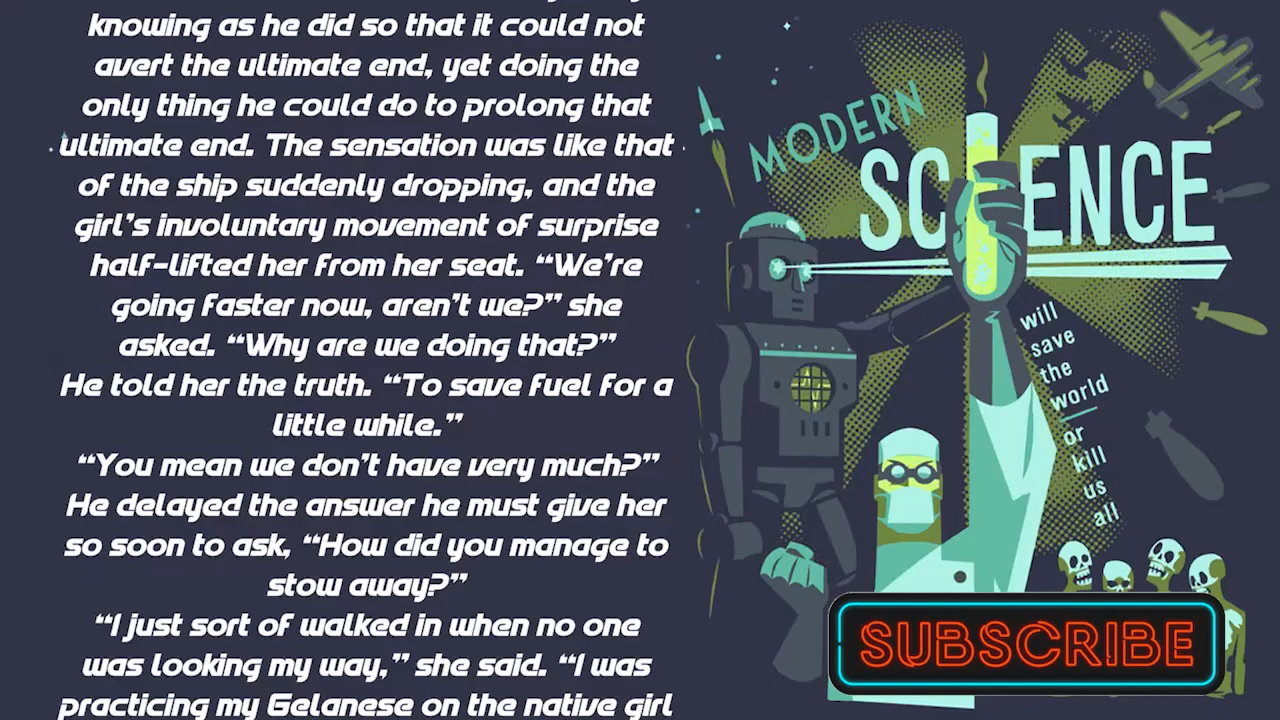 knowing as he did so that it could not
avert the ultimate end, yet doing the
only thing he could do to prolong that
ultimate end. The sensation was like that
of the ship suddenly dropping, and the
girl's involuntary movement of surprise
half-lifted her from her seat. “We're
going faster now, aren't we?” she
asked. “Why are we doing that?”
He told her the truth. “To save fuel for a
little while.”
“You mean we don't have very much?”
He delayed the answer he must give her
so soon to ask, “How did you manage to
stow away?”
“I just sort of walked in when no one
was looking my way,” she said. “I was
practicing my Gelanese on the native girl
MODERN
SCIENCE
will
save
the
world
or
kill
us
all
SUBSCRIBE